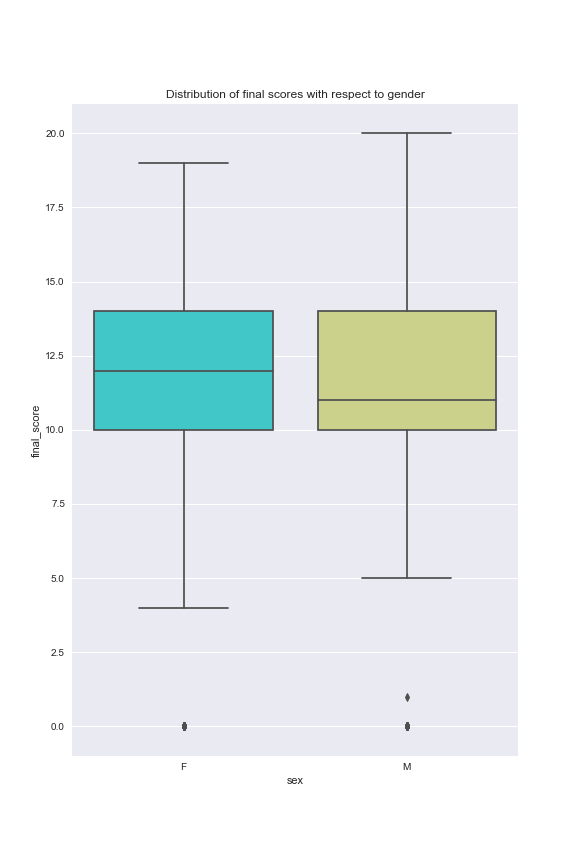 Distribution of final scores with respect to gender
20.0
17.5
15.0
12.5
10.0
7.5
5.0
2.5
0.0
final_score
F M
sex